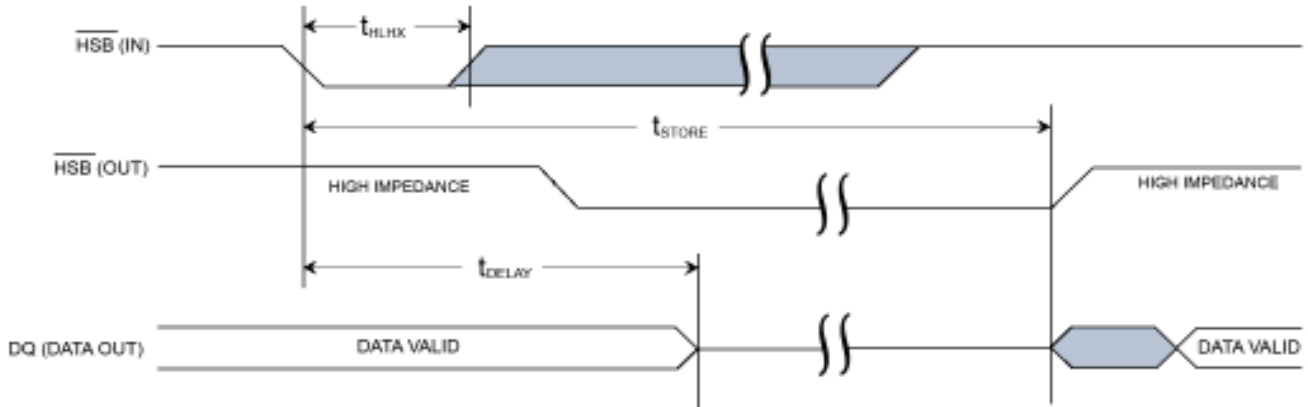 tHLHX
HSB (IN)
tSTORE
HSB (OUT)
HIGH IMPEDANCE
HIGH IMPEDANCE
tDELAY
DQ (DATA OUT)
DATA VALID
DATA VALID